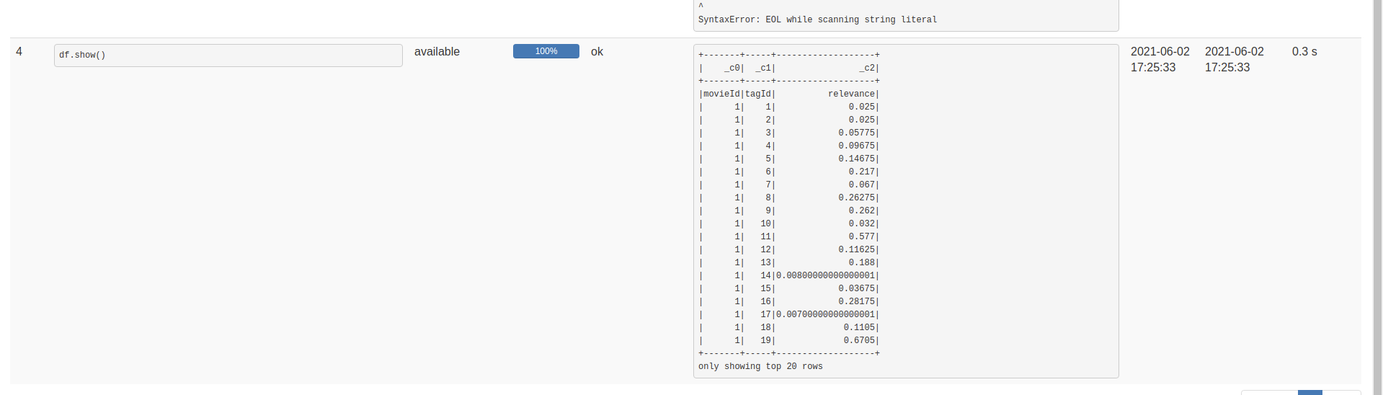 ^
SyntaxError: EOL while scanning string literal
4 df.show() available 100% ok 2021-06-02 17:25:33 2021-06-02 17:25:33 0.3 s
+-------+-----+-------------------+
|    _c0|  _c1|                _c2|
+-------+-----+-------------------+
|movieId|tagId|          relevance|
|      1|    1|              0.025|
|      1|    2|              0.025|
|      1|    3|            0.05775|
|      1|    4|            0.09675|
|      1|    5|            0.14675|
|      1|    6|              0.217|
|      1|    7|              0.067|
|      1|    8|            0.26275|
|      1|    9|              0.262|
|      1|   10|              0.032|
|      1|   11|              0.577|
|      1|   12|            0.11625|
|      1|   13|              0.188|
|      1|   14|0.00800000000000001|
|      1|   15|            0.03675|
|      1|   16|            0.28175|
|      1|   17|0.00700000000000001|
|      1|   18|             0.1105|
|      1|   19|             0.6705|
+-------+-----+-------------------+
only showing top 20 rows